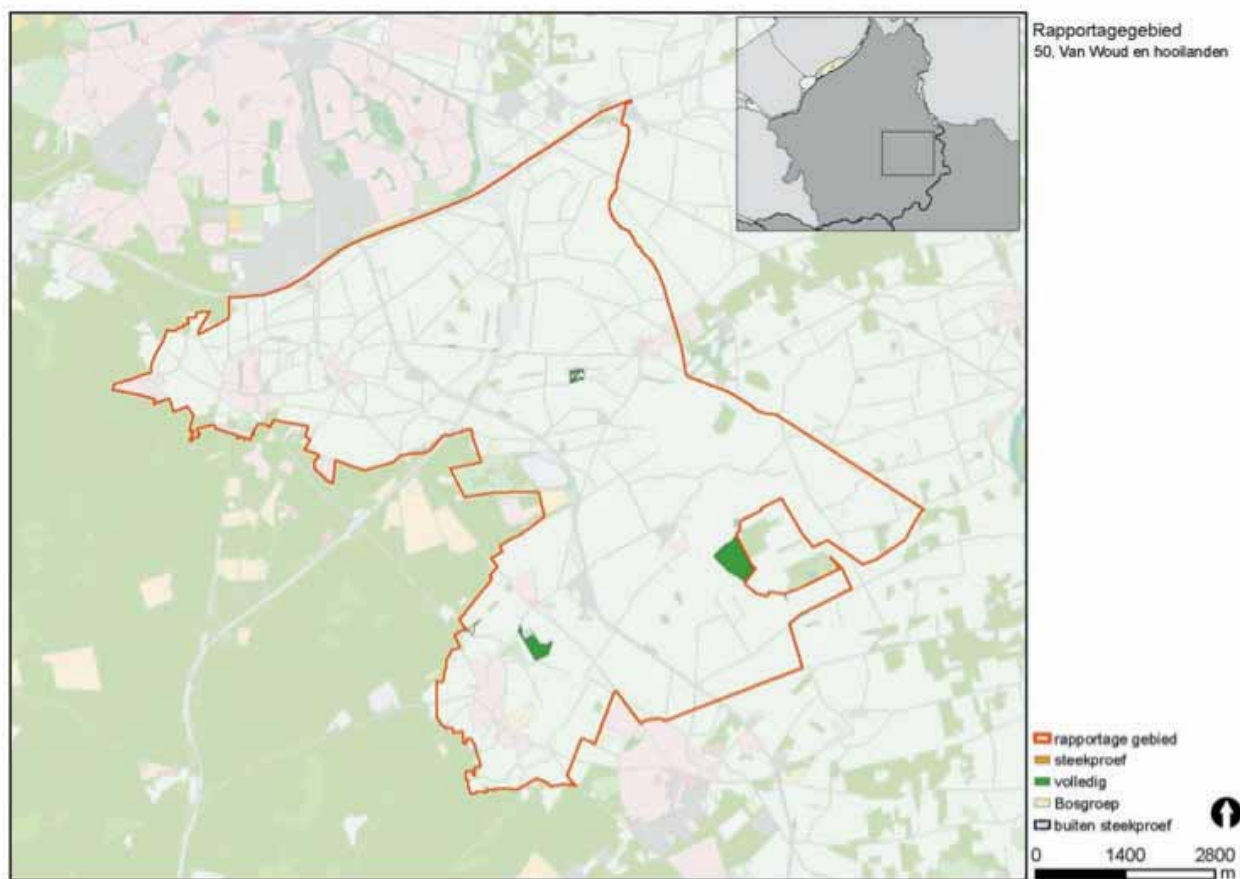 Rapportagegebied
50, Van Woud en hooilanden
rapportage gebied
steekproef
volledig
Bosgroep
buiten steekproef
0 1400 2800
m